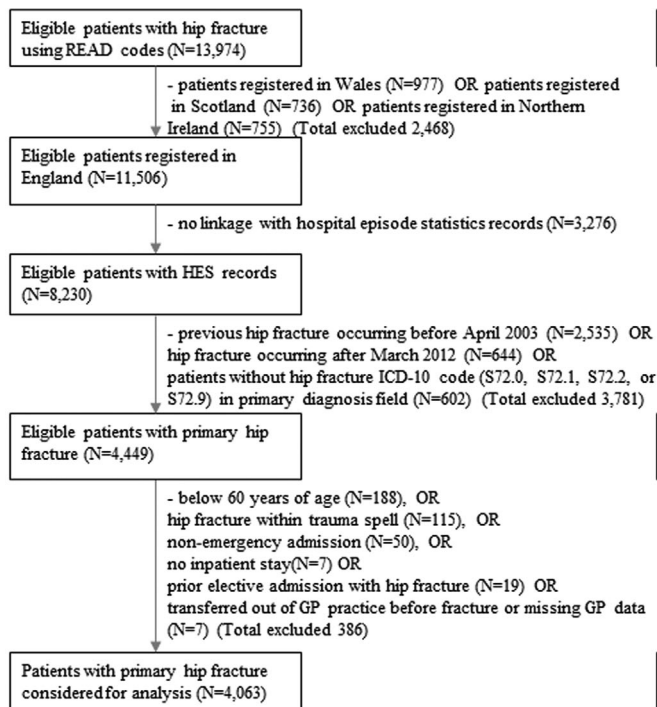 Eligible patients with hip fracture
using READ codes (N=13,974)
- patients registered in Wales (N=977) OR patients registered
in Scotland (N=736) OR patients registered in Northern
Ireland (N=755) (Total excluded 2,468)
Eligible patients registered in
England (N=11,506)
- no linkage with hospital episode statistics records (N=3,276)
Eligible patients with HES records
(N=8,230)
- previous hip fracture occurring before April 2003 (N=2,535) OR
hip fracture occurring after March 2012 (N=644) OR
patients without hip fracture ICD-10 code (S72.0, S72.1, S72.2, or
S72.9) in primary diagnosis field (N=602) (Total excluded 3,781)
Eligible patients with primary hip
fracture (N=4,449)
- below 60 years of age (N=188), OR
hip fracture within trauma spell (N=115), OR
non-emergency admission (N=50), OR
no inpatient stay(N=7) OR
prior elective admission with hip fracture (N=19) OR
transferred out of GP practice before fracture or missing GP data
(N=7) (Total excluded 386)
Patients with primary hip fracture
considered for analysis (N=4,063)